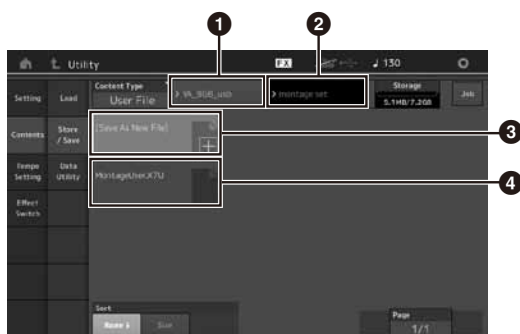 1 2
Utility FX ♩ 130
Setting Load Content Type User File > YA_8GB_usb > montage set Storage 5.1MB/7.2GB Job
[Save As New File] 3
Contents Store / Save
MontageUser.X7U 4
Tempo Setting Data Utility
Effect Switch
Sort Page
Name Size 1/1